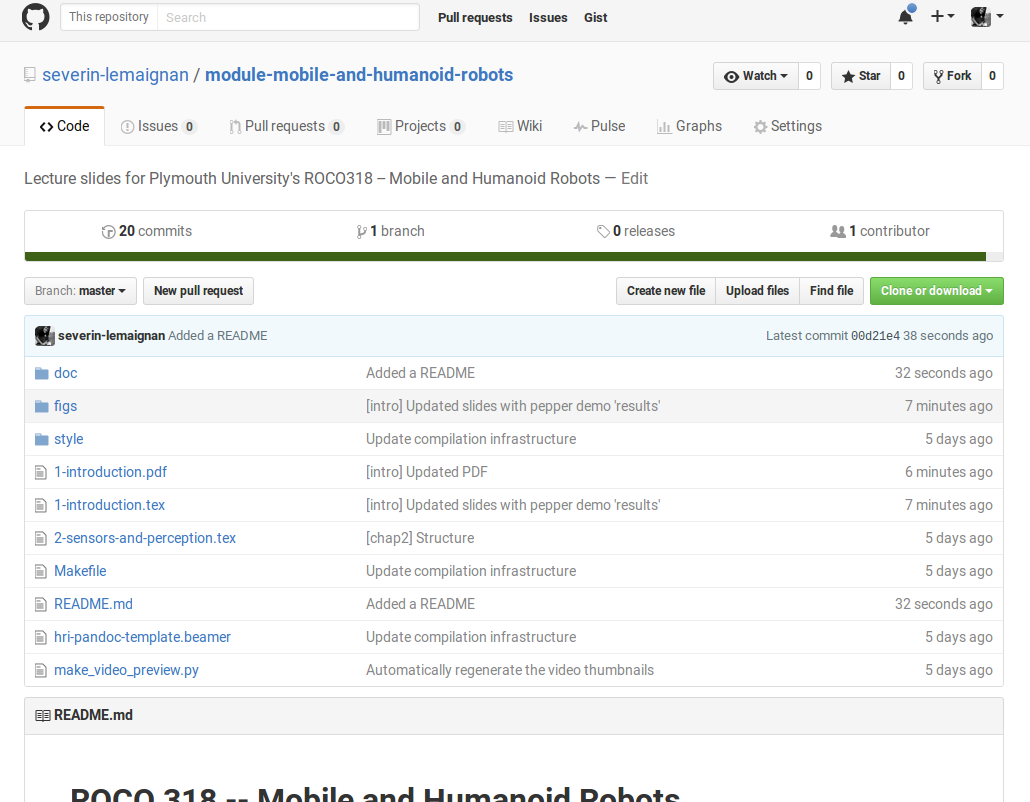 This repository Search Pull requests Issues Gist
severin-lemaignan / module-mobile-and-humanoid-robots Watch 0 Star 0 Fork 0
Code Issues 0 Pull requests 0 Projects 0 Wiki Pulse Graphs Settings
Lecture slides for Plymouth University's ROCO318 – Mobile and Humanoid Robots — Edit
20 commits 1 branch 0 releases 1 contributor
Branch: master New pull request Create new file Upload files Find file Clone or download
severin-lemaignan Added a README Latest commit 00d21e4 38 seconds ago
doc Added a README 32 seconds ago
figs [intro] Updated slides with pepper demo 'results' 7 minutes ago
style Update compilation infrastructure 5 days ago
1-introduction.pdf [intro] Updated PDF 6 minutes ago
1-introduction.tex [intro] Updated slides with pepper demo 'results' 7 minutes ago
2-sensors-and-perception.tex [chap2] Structure 5 days ago
Makefile Update compilation infrastructure 5 days ago
README.md Added a README 32 seconds ago
hri-pandoc-template.beamer Update compilation infrastructure 5 days ago
make_video_preview.py Automatically regenerate the video thumbnails 5 days ago
README.md
ROCO 318 -- Mobile and Humanoid Robots